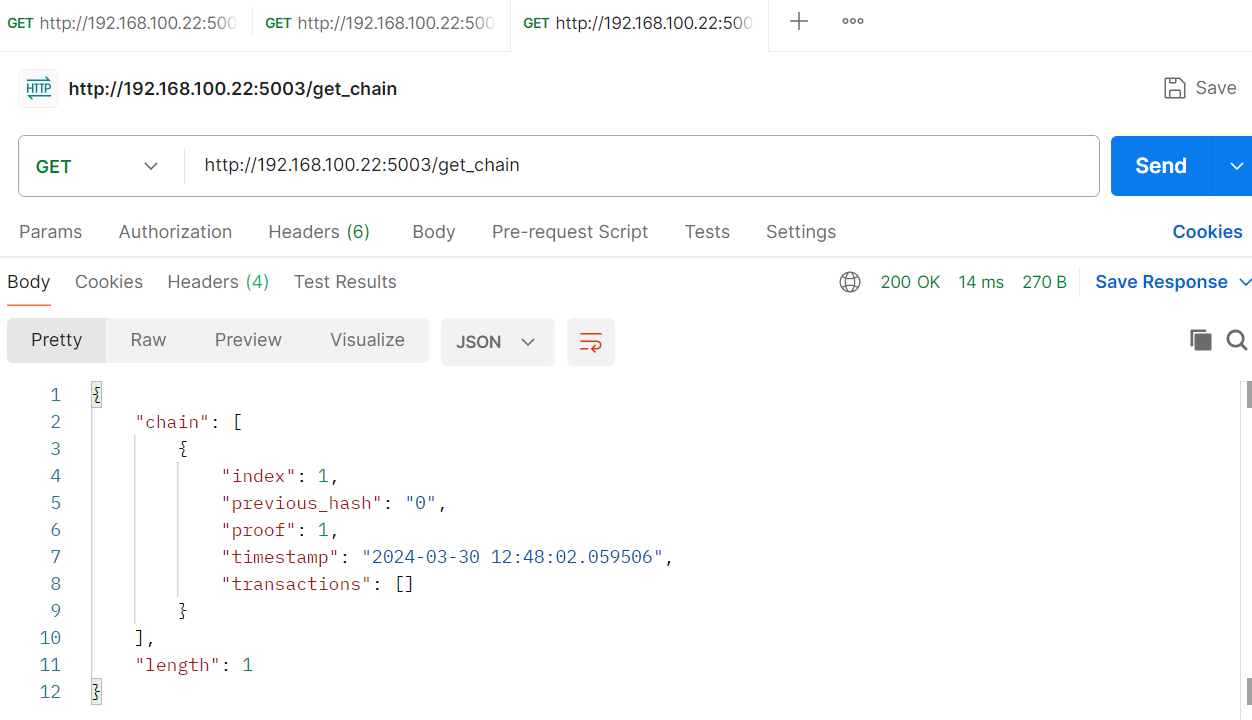 GET http://192.168.100.22:500 GET http://192.168.100.22:500 GET http://192.168.100.22:500
HTTP http://192.168.100.22:5003/get_chain Save
GET http://192.168.100.22:5003/get_chain Send
Params Authorization Headers (6) Body Pre-request Script Tests Settings Cookies
Body Cookies Headers (4) Test Results 200 OK 14 ms 270 B Save Response
Pretty Raw Preview Visualize JSON
1 {
2 "chain": [
3 {
4 "index": 1,
5 "previous_hash": "0",
6 "proof": 1,
7 "timestamp": "2024-03-30 12:48:02.059506",
8 "transactions": []
9 }
10 ],
11 "length": 1
12 }